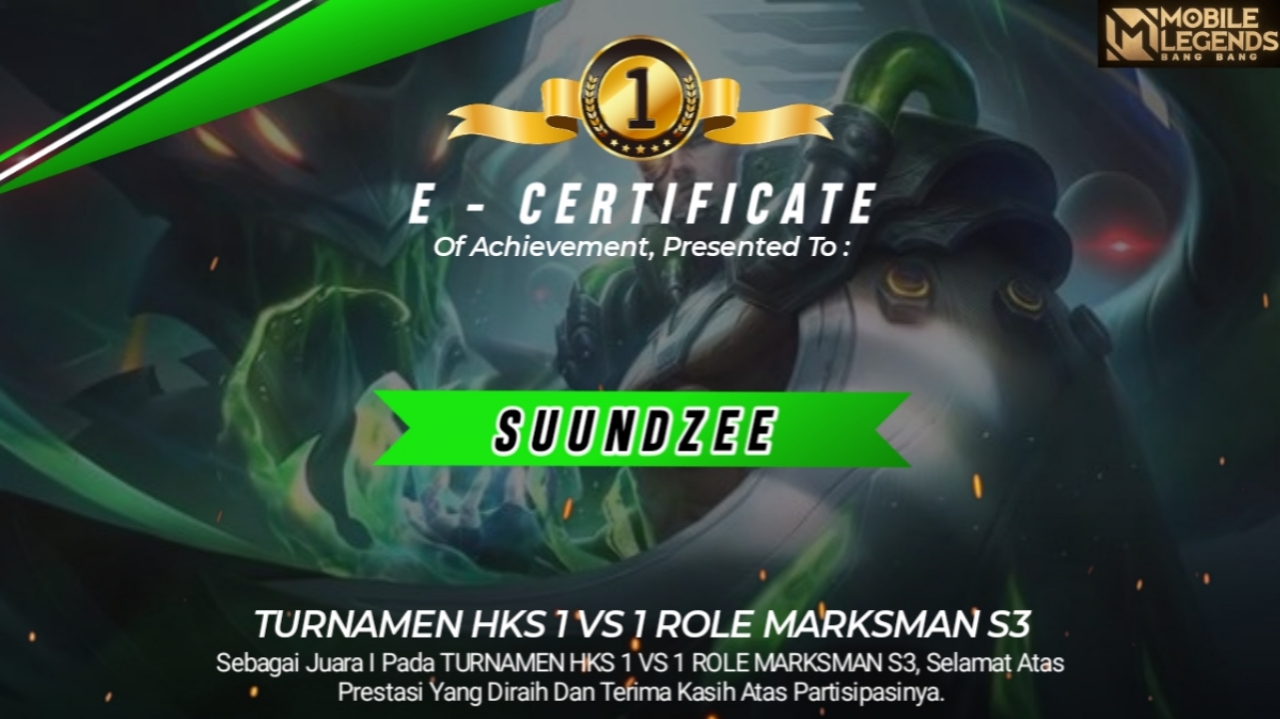 MOBILE
LEGENDS
BANG BANG
1
E - CERTIFICATE
Of Achievement, Presented To :
SUUNDZEE
TURNAMEN HKS 1 VS 1 ROLE MARKSMAN S3
Sebagai Juara I Pada TURNAMEN HKS 1 VS 1 ROLE MARKSMAN S3, Selamat Atas
Prestasi Yang Diraih Dan Terima Kasih Atas Partisipasinya.